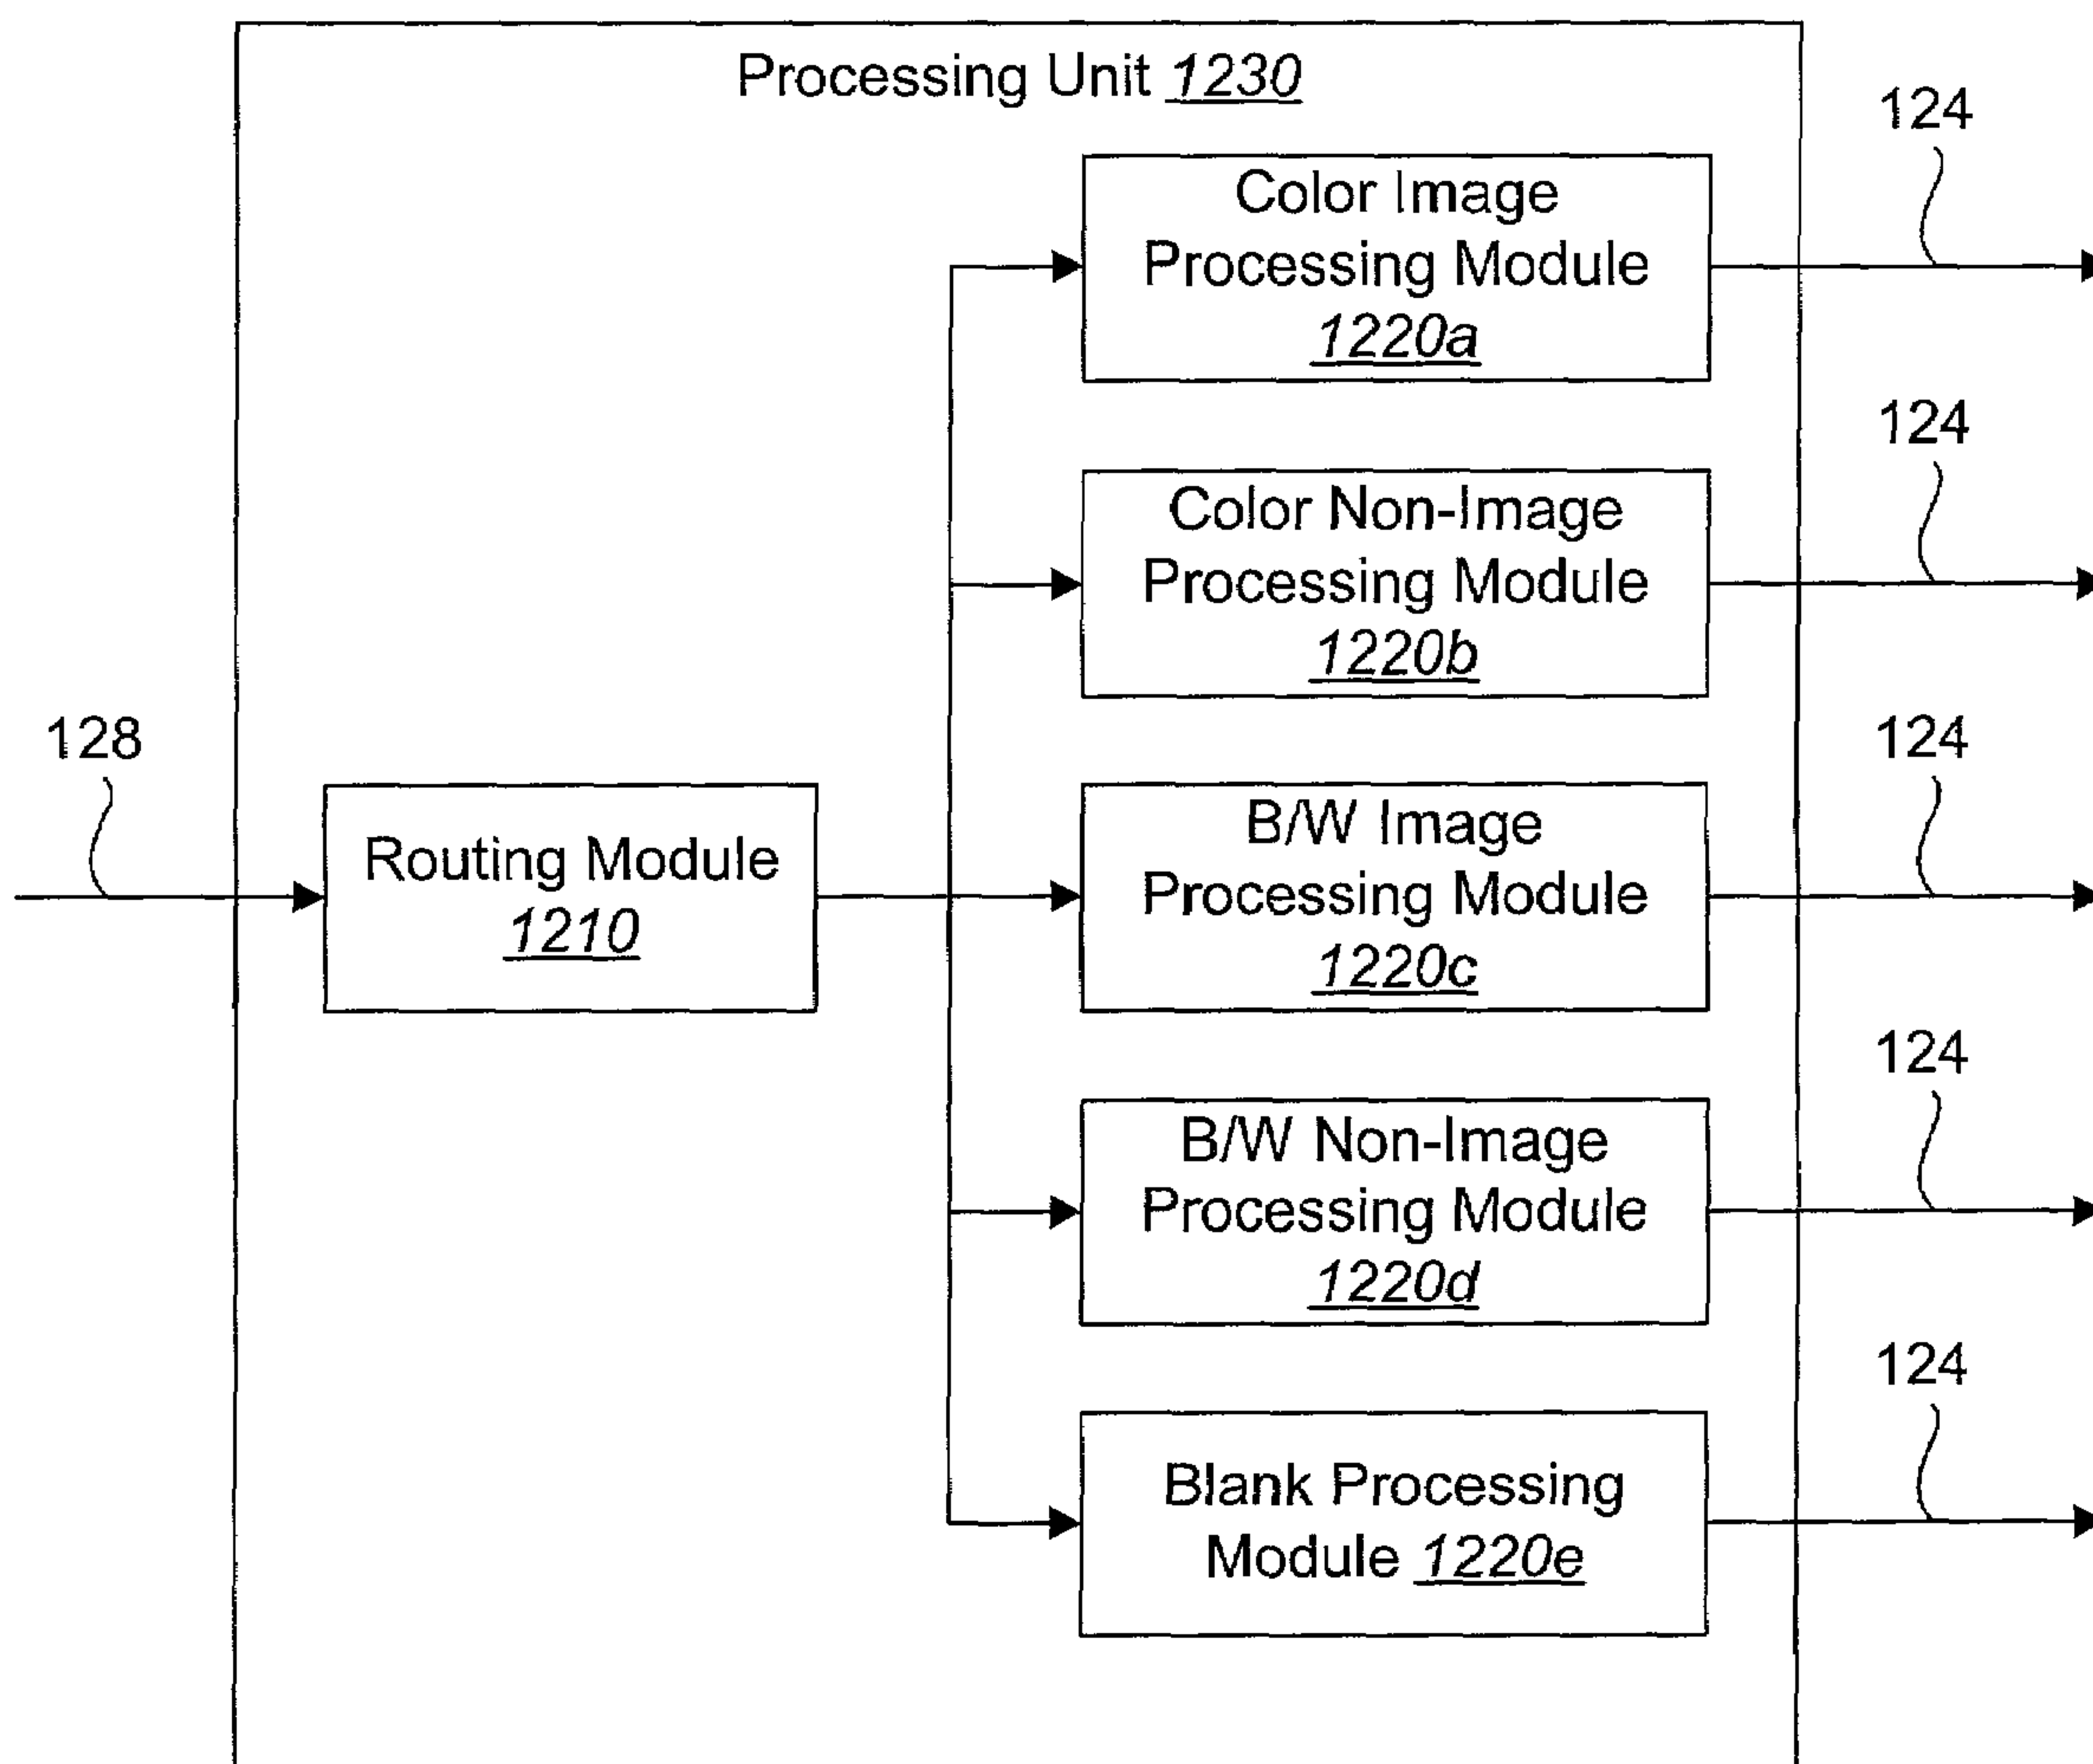 Processing Unit 1230
124
Color Image
Processing Module
1220a
124
Color Non-Image
Processing Module
1220b
128
124
Routing Module
1210
B/W Image
Processing Module
1220c
124
B/W Non-Image
Processing Module
1220d
124
Blank Processing
Module 1220e